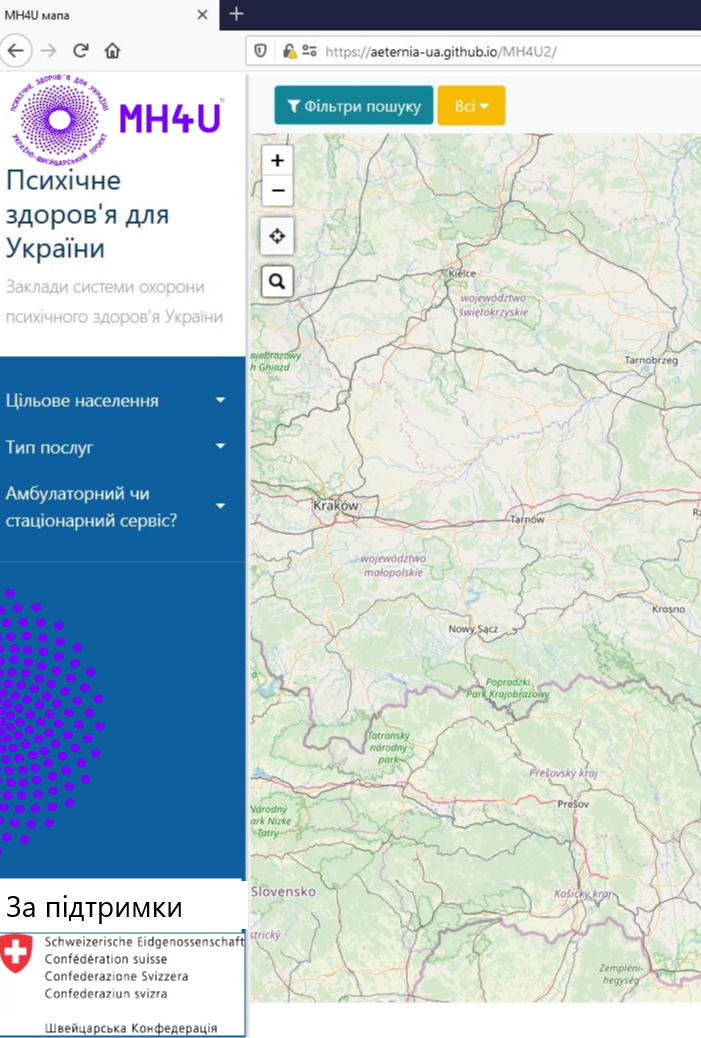 MH4U мапа
https://aeternia-ua.github.io/MH4U2/
ПСИХІЧНЕ ЗДОРОВ'Я ДЛЯ УКРАЇНИ
УКРАЇНО-ШВЕЙЦАРСЬКИЙ ПРОЄКТ
MH4U
Психічне
здоров'я для
України
Заклади системи охорони
психічного здоров'я України
Цільове населення
Тип послуг
Амбулаторний чи
стаціонарний сервіс?
За підтримки
Schweizerische Eidgenossenschaft
Confédération suisse
Confederazione Svizzera
Confederaziun svizra
Швейцарська Конфедерація
Фільтри пошуку
Всі
+
−
Kielce
województwo
świętokrzyskie
ajobrazowy
h Gniazd
Tarnobrzeg
Kraków
Tarnów
województwo
małopolskie
Krosno
Nowy Sącz
Popradzki
Park Krajobrazowy
Tatranský
národný
park
Prešovský kraj
Prešov
Národný
ark Nízke
Tatry
Slovensko
Košický kraj
strický
Zempléni-
hegység